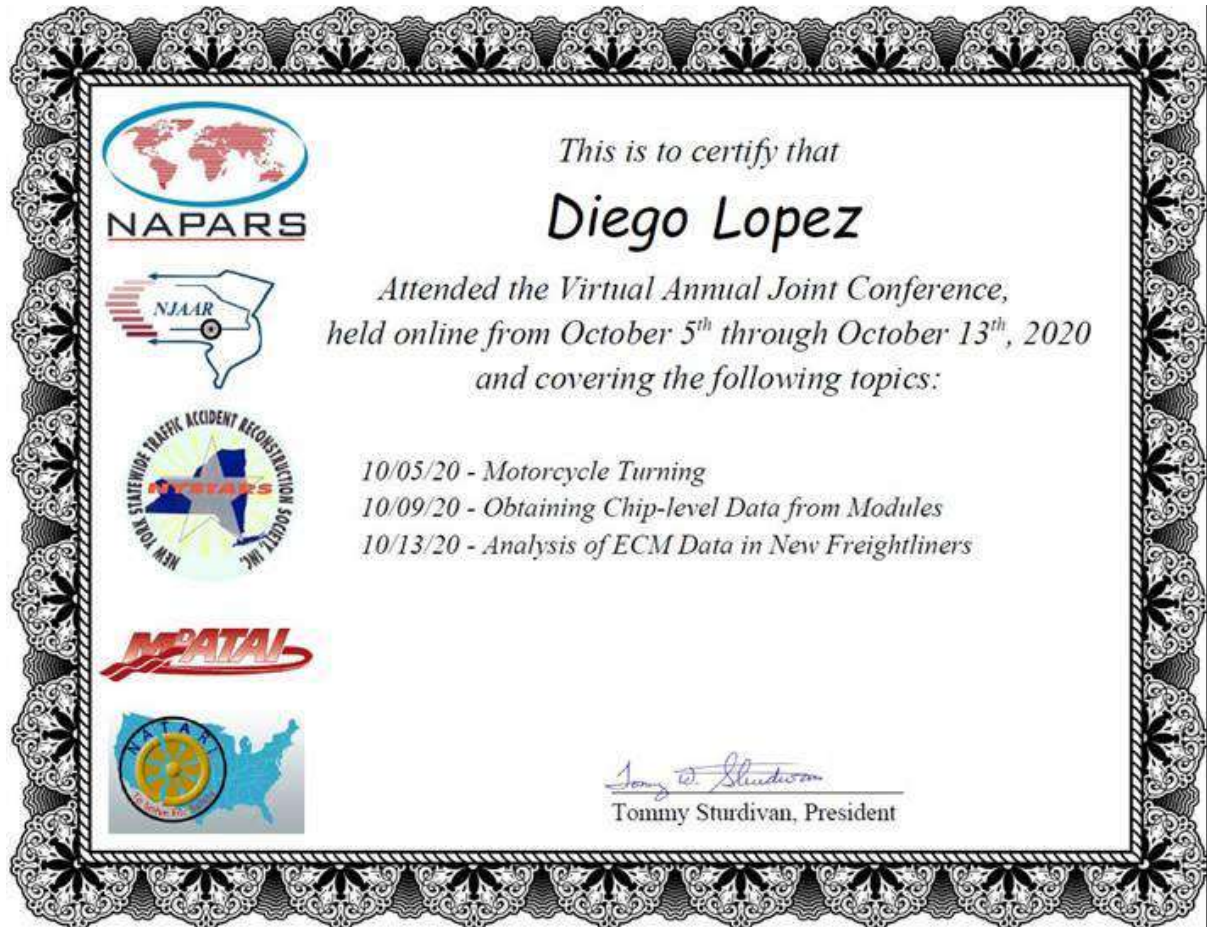 NAPARS
NJAAR
NEW YORK STATEWIDE TRAFFIC ACCIDENT RECONSTRUCTION SOCIETY, INC.
NYSTARS
MDATAI
NATARI
This is to certify that
Diego Lopez
Attended the Virtual Annual Joint Conference,
held online from October 5th through October 13th, 2020
and covering the following topics:
10/05/20 - Motorcycle Turning
10/09/20 - Obtaining Chip-level Data from Modules
10/13/20 - Analysis of ECM Data in New Freightliners
Tommy Sturdivan, President